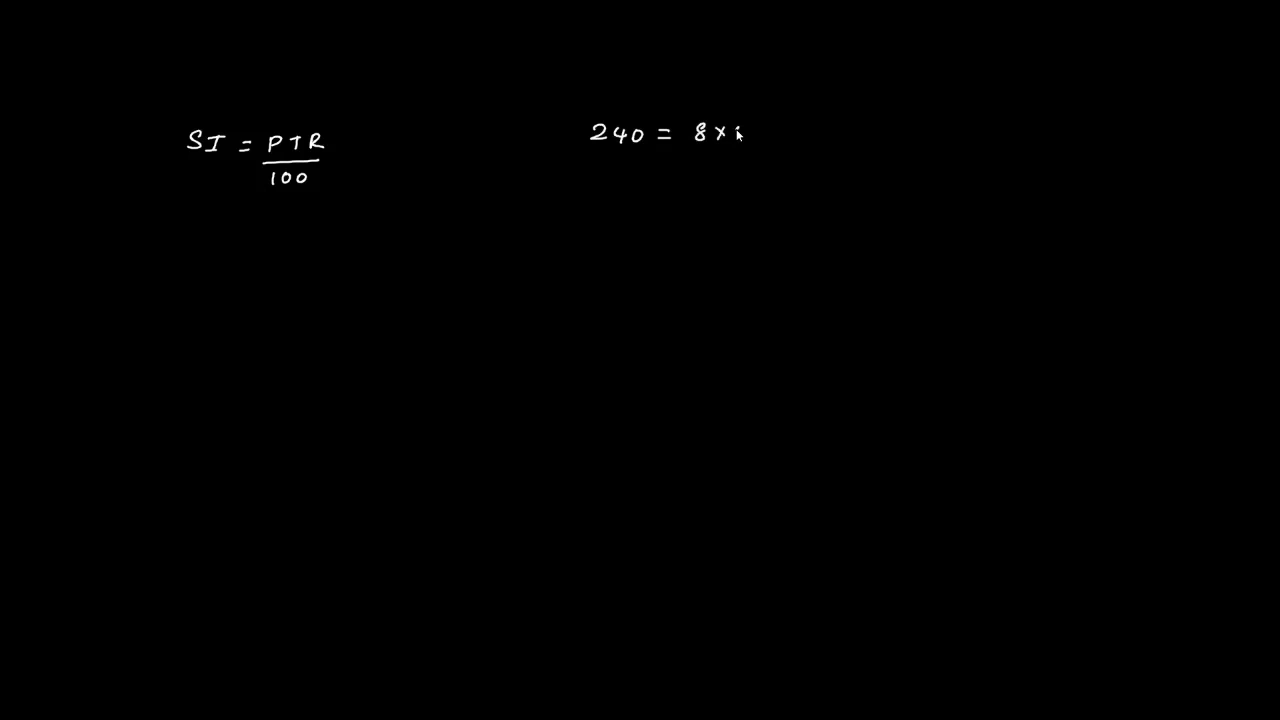 SI = PTR
100
240 = 8 ×